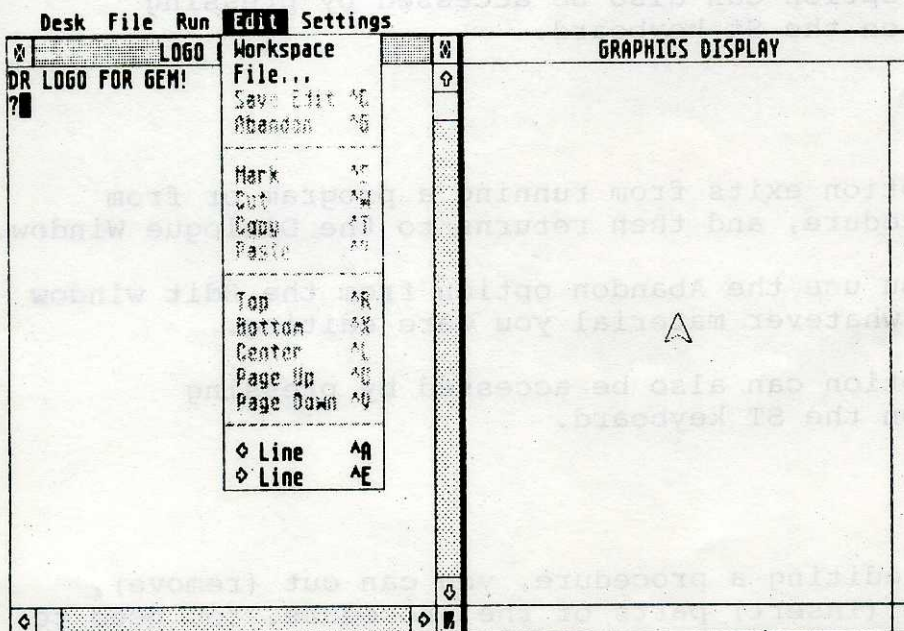 Desk File Run Edit Settings
LOGO
DR LOGO FOR GEM!
?
Workspace
File...
Save Edit ^C
Abandon ^G
Mark
Cut ^W
Copy ^T
Paste
Top ^R
Bottom ^X
Center ^L
Page Up ^U
Page Down ^V
◇ Line ^A
◇ Line ^E
GRAPHICS DISPLAY